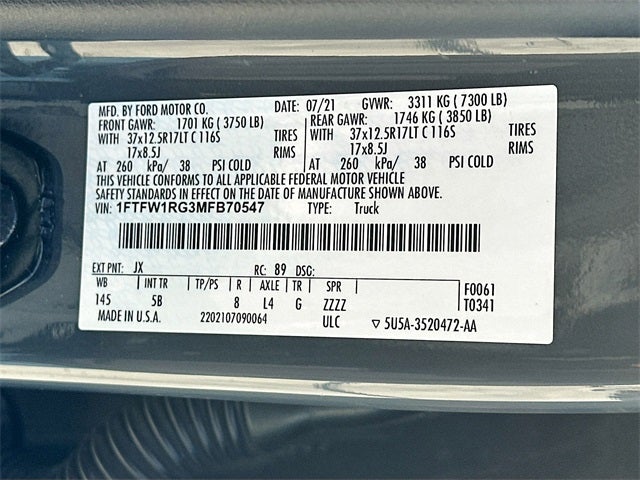 MFD. BY FORD MOTOR CO. DATE: 07/21 GVWR: 3311 KG ( 7300 LB)
FRONT GAWR: 1701 KG ( 3750 LB) REAR GAWR: 1746 KG ( 3850 LB)
WITH 37x12.5R17LT C 116S TIRES WITH 37x12.5R17LT C 116S TIRES
17x8.5J RIMS 17x8.5J RIMS
AT 260 kPa/ 38 PSI COLD AT 260 kPa/ 38 PSI COLD
THIS VEHICLE CONFORMS TO ALL APPLICABLE FEDERAL MOTOR VEHICLE
SAFETY STANDARDS IN EFFECT ON THE DATE OF MANUFACTURE SHOWN ABOVE.
VIN: 1FTFW1RG3MFB70547 TYPE: Truck
EXT PNT: JX RC: 89 DSO:
WB INT TR TP/PS R AXLE TR SPR F0061
145 5B 8 L4 G ZZZZ T0341
MADE IN U.S.A. 2202107090064 ULC ▽ 5U5A-3520472-AA